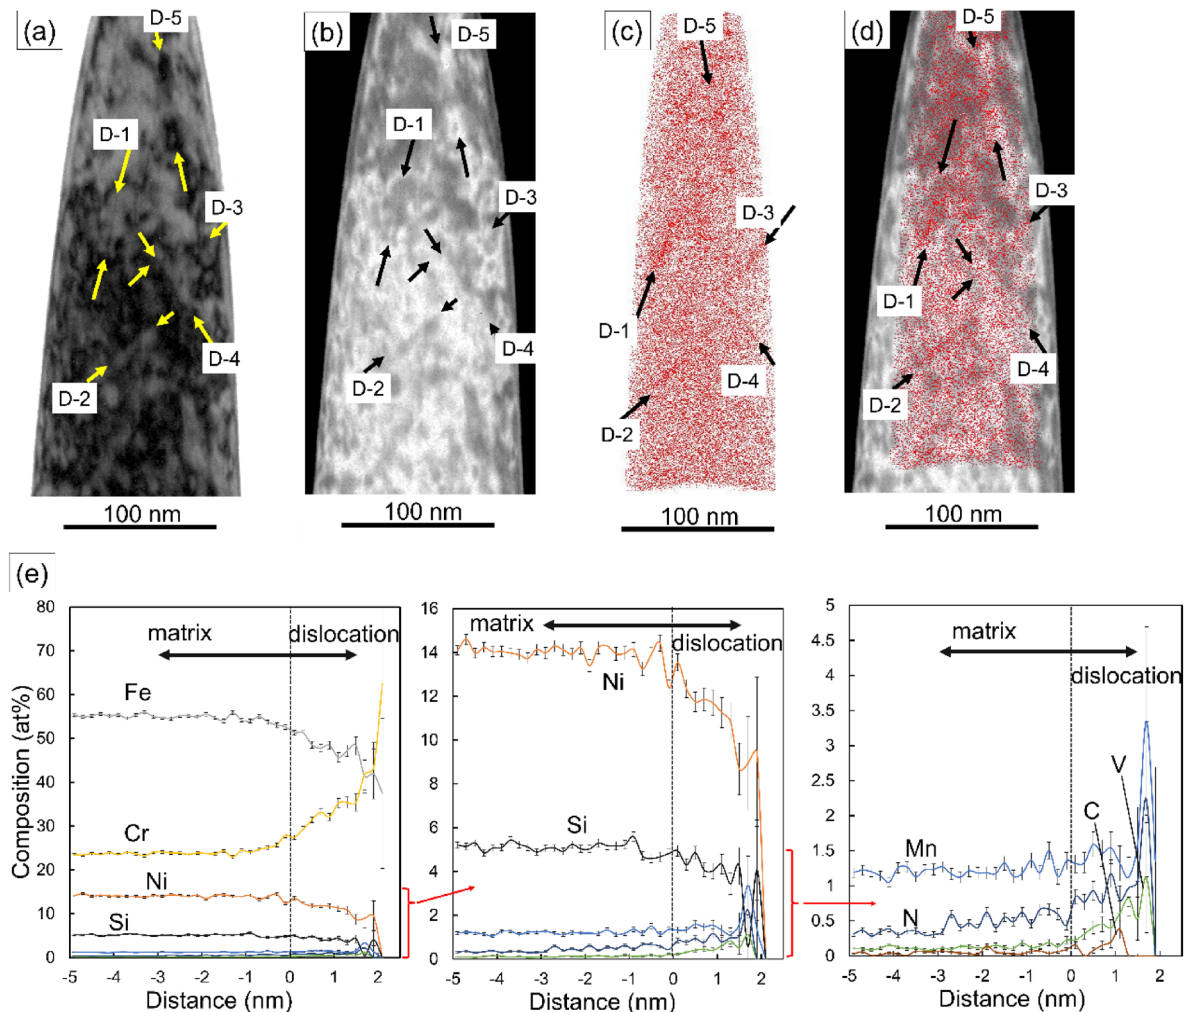 (a)
D-5
D-1
D-3
D-4
D-2
100 nm
(b)
D-5
D-1
D-3
D-4
D-2
100 nm
(c)
D-5
D-3
D-1
D-4
D-2
100 nm
(d)
D-5
D-3
D-1
D-4
D-2
100 nm
(e)
Composition (at%)
80
70
60
50
40
30
20
10
0
matrix
dislocation
Fe
Cr
Ni
Si
-5 -4 -3 -2 -1 0 1 2
Distance (nm)
16
14
12
10
8
6
4
2
0
matrix
dislocation
Ni
Si
-5 -4 -3 -2 -1 0 1 2
Distance (nm)
5
4.5
4
3.5
3
2.5
2
1.5
1
0.5
0
matrix
dislocation
V
C
Mn
N
-5 -4 -3 -2 -1 0 1 2
Distance (nm)